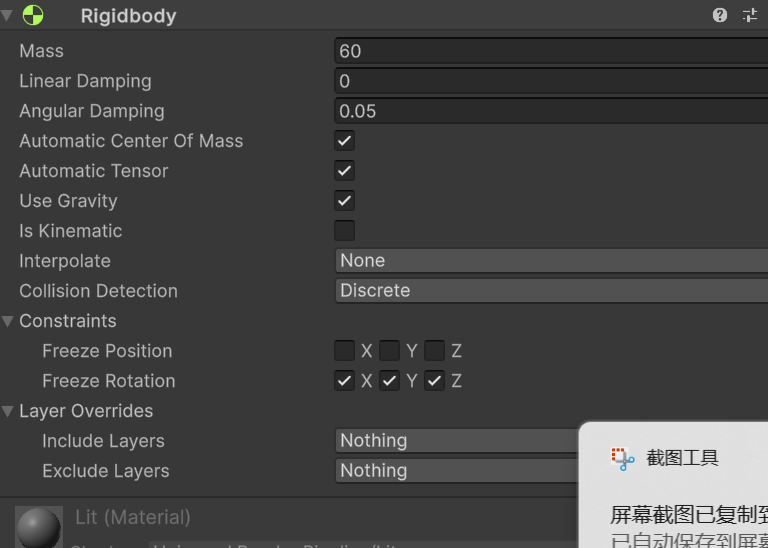 Rigidbody
Mass 60
Linear Damping 0
Angular Damping 0.05
Automatic Center Of Mass
Automatic Tensor
Use Gravity
Is Kinematic
Interpolate None
Collision Detection Discrete
Constraints
Freeze Position X Y Z
Freeze Rotation X Y Z
Layer Overrides
Include Layers Nothing
Exclude Layers Nothing
截图工具
Lit (Material)
屏幕截图已复制到
已自动保存到屏幕